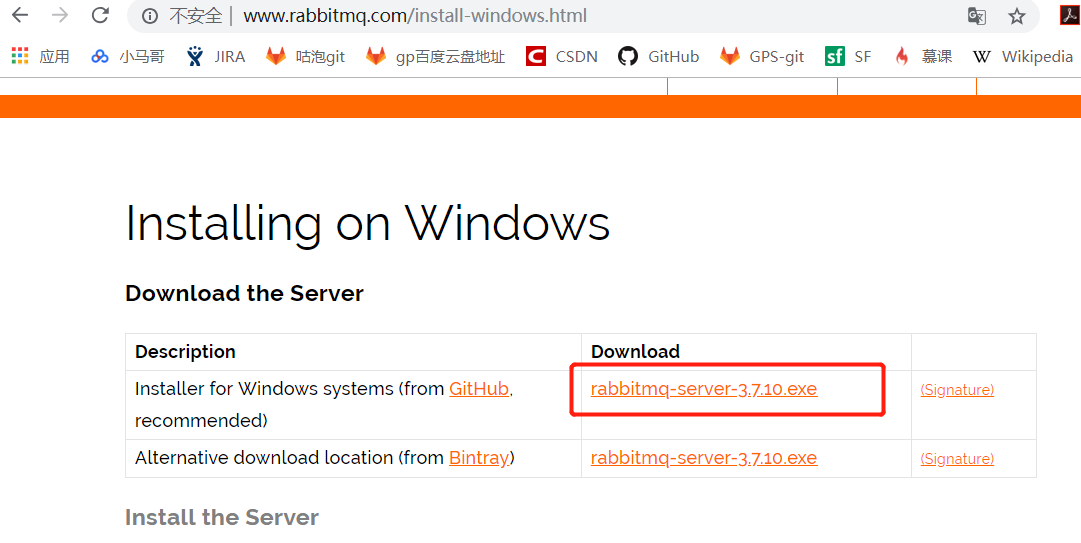 不安全 | www.rabbitmq.com/install-windows.html
应用 小马哥 JIRA 咕泡git gp百度云盘地址 CSDN GitHub GPS-git SF 慕课 Wikipedia
Installing on Windows
Download the Server
Description Download
Installer for Windows systems (from GitHub, rabbitmq-server-3.7.10.exe (Signature)
recommended)
Alternative download location (from Bintray) rabbitmq-server-3.7.10.exe (Signature)
Install the Server